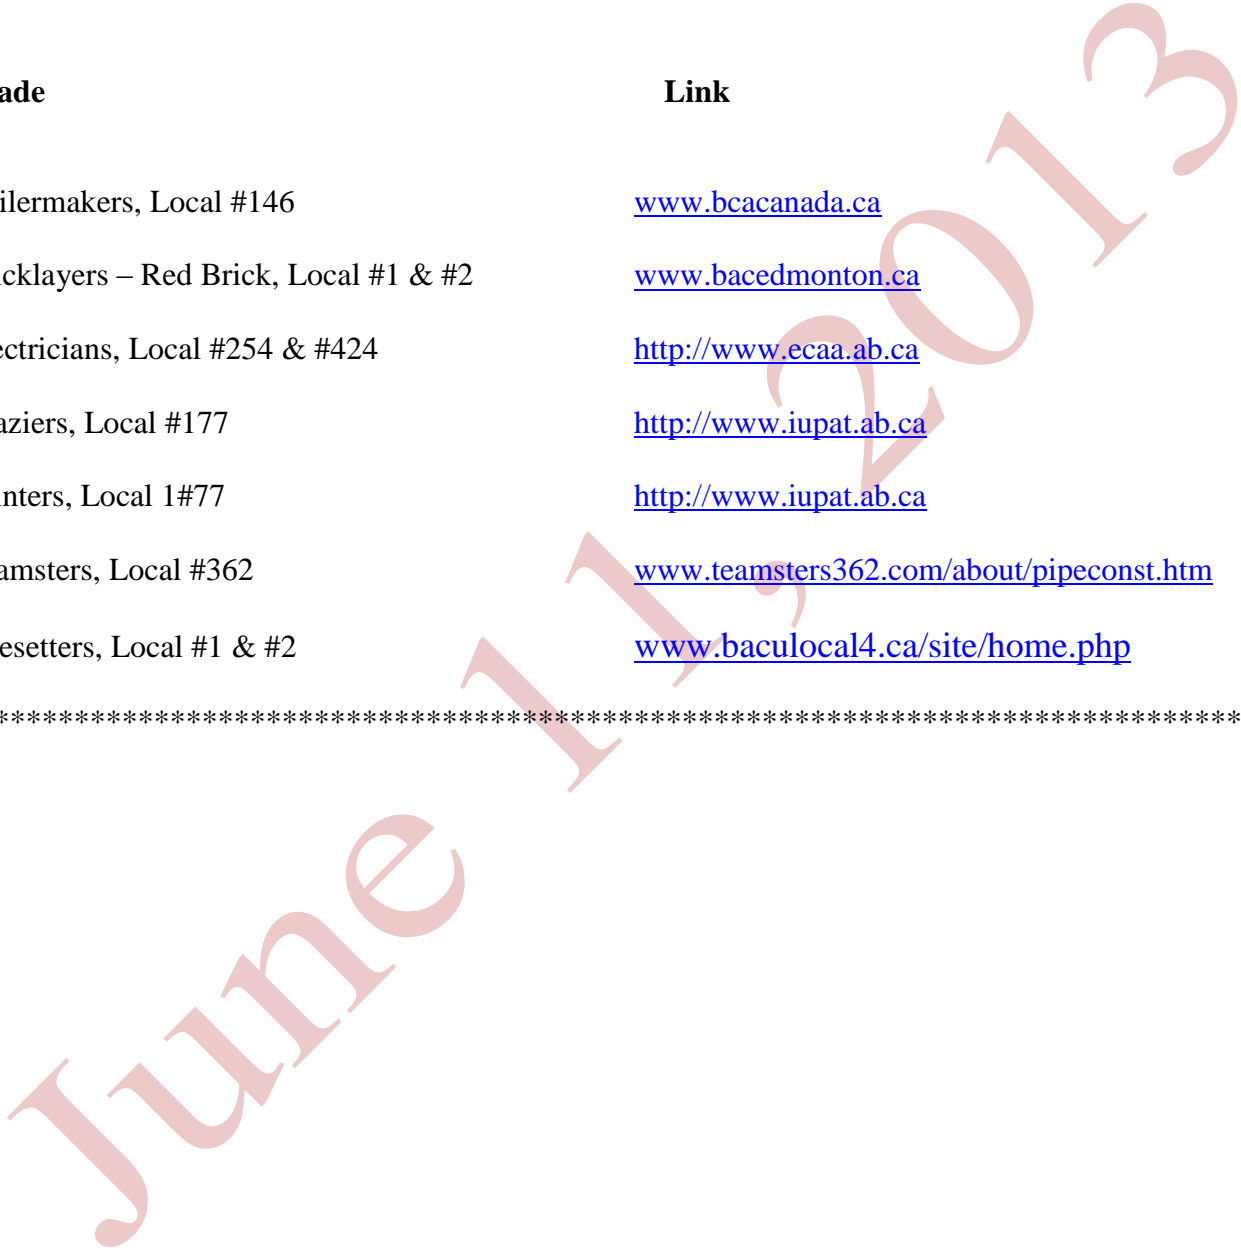 ade Link
ilermakers, Local #146 www.bcacanada.ca
cklayers – Red Brick, Local #1 & #2 www.bacedmonton.ca
ectricians, Local #254 & #424 http://www.ecaa.ab.ca
aziers, Local #177 http://www.iupat.ab.ca
inters, Local 1#77 http://www.iupat.ab.ca
amsters, Local #362 www.teamsters362.com/about/pipeconst.htm
esetters, Local #1 & #2 www.baculocal4.ca/site/home.php
******************************************************************************
June 11, 2013